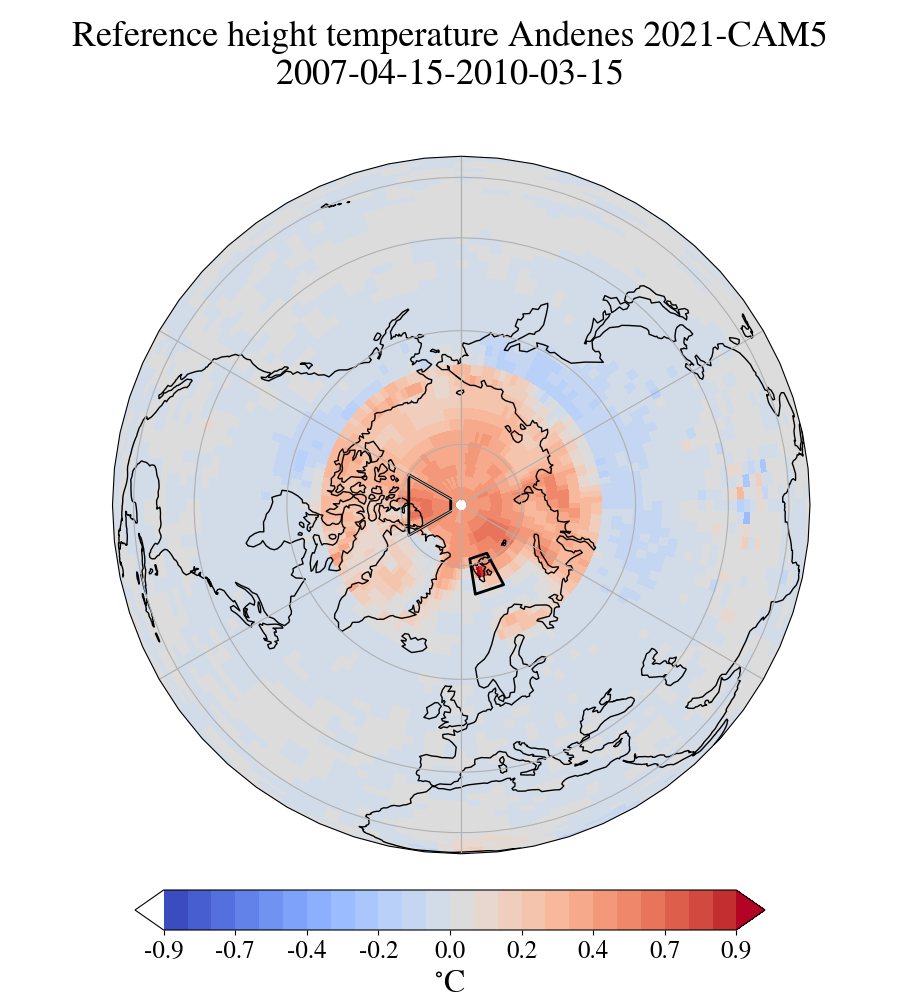 Reference height temperature Andenes 2021-CAM5
2007-04-15-2010-03-15
-0.9 -0.7 -0.4 -0.2 0.0 0.2 0.4 0.7 0.9
°C